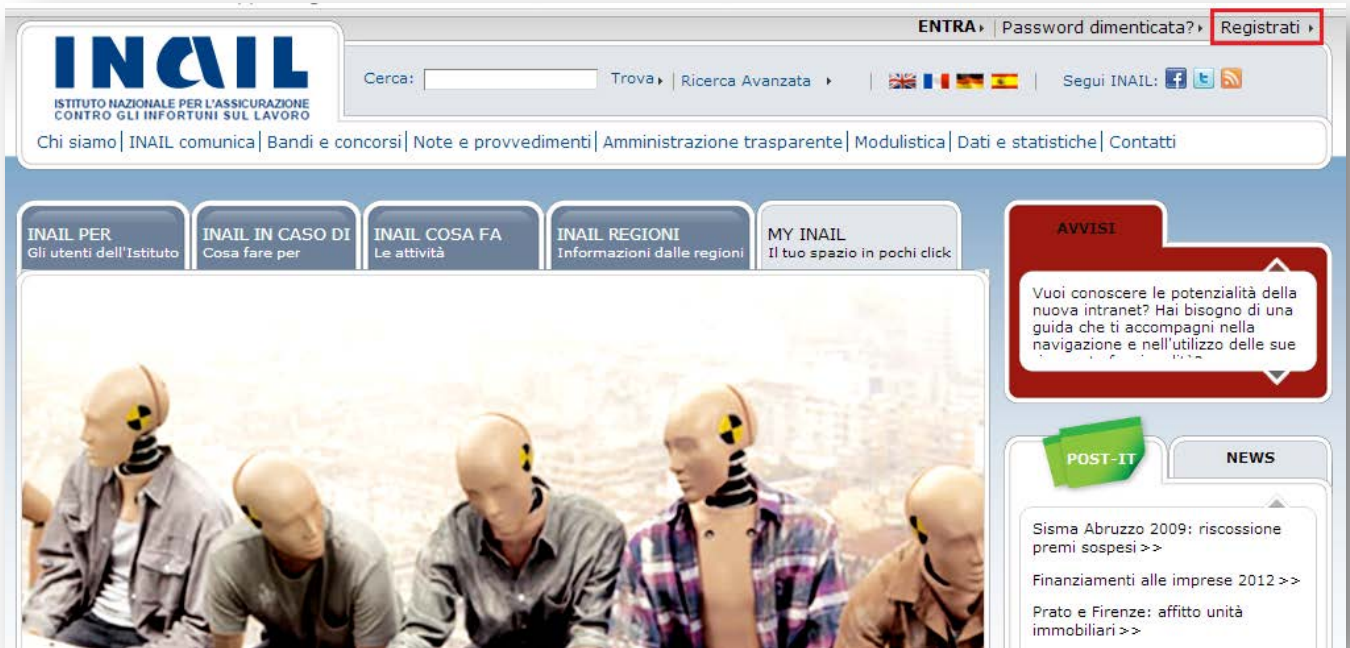 ENTRA | Password dimenticata? | Registrati
INAIL
ISTITUTO NAZIONALE PER L'ASSICURAZIONE
CONTRO GLI INFORTUNI SUL LAVORO
Cerca: Trova | Ricerca Avanzata | | Segui INAIL:
Chi siamo| INAIL comunica| Bandi e concorsi| Note e provvedimenti| Amministrazione trasparente| Modulistica| Dati e statistiche| Contatti
INAIL PER
Gli utenti dell'Istituto
INAIL IN CASO DI
Cosa fare per
INAIL COSA FA
Le attività
INAIL REGIONI
Informazioni dalle regioni
MY INAIL
Il tuo spazio in pochi click
AVVISI
Vuoi conoscere le potenzialità della
nuova intranet? Hai bisogno di una
guida che ti accompagni nella
navigazione e nell'utilizzo delle sue
POST-IT
NEWS
Sisma Abruzzo 2009: riscossione
premi sospesi >>
Finanziamenti alle imprese 2012 >>
Prato e Firenze: affitto unità
immobiliari >>